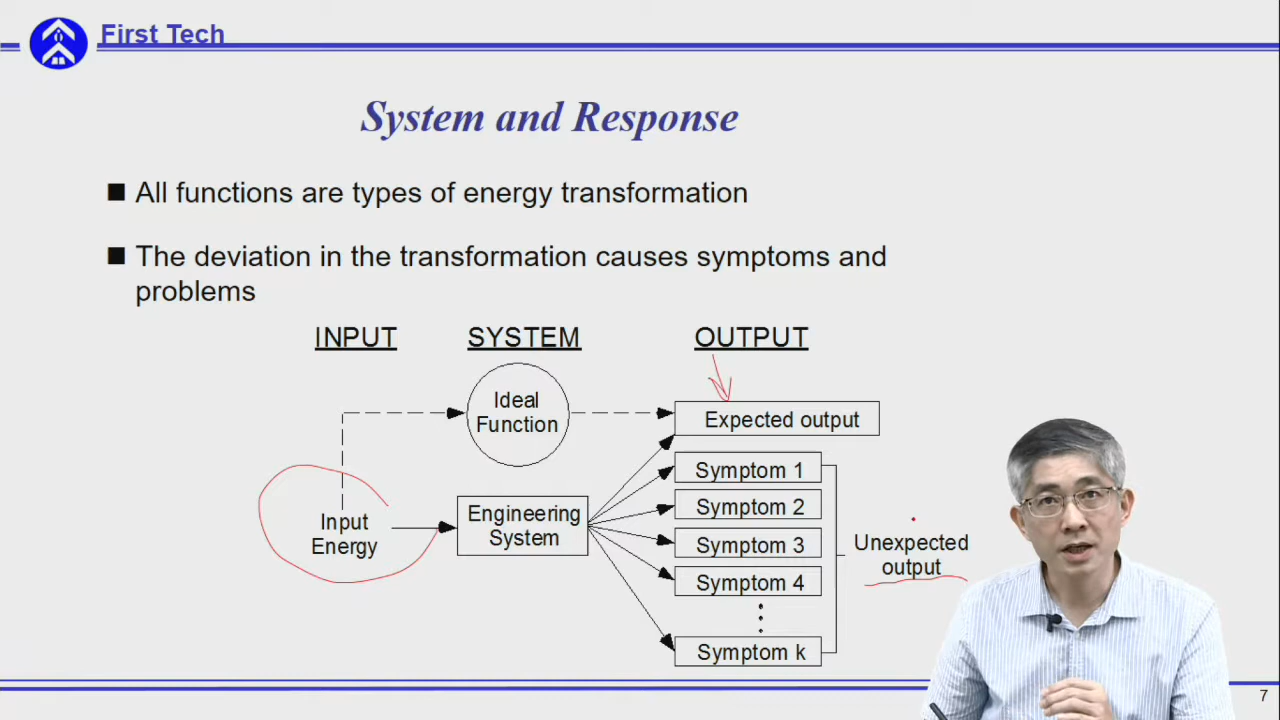 First Tech
System and Response
All functions are types of energy transformation
The deviation in the transformation causes symptoms and
problems
INPUT
SYSTEM
OUTPUT
Ideal
Function
Expected output
Input
Energy
Engineering
System
Symptom 1
Symptom 2
Symptom 3
Symptom 4
Symptom k
Unexpected
output
7